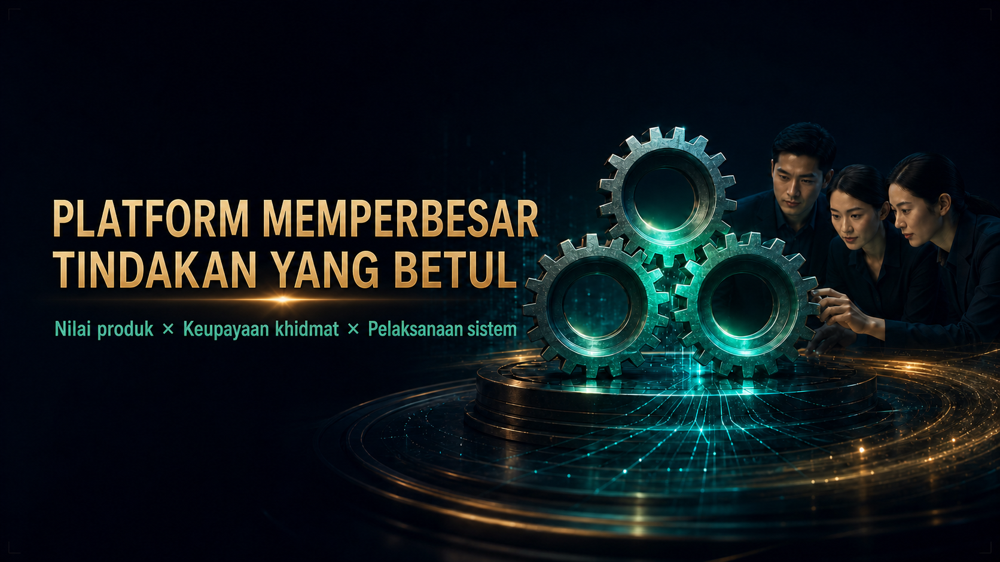 PLATFORM MEMPERBESAR
TINDAKAN YANG BETUL
Nilai produk × Keupayaan khidmat × Pelaksanaan sistem